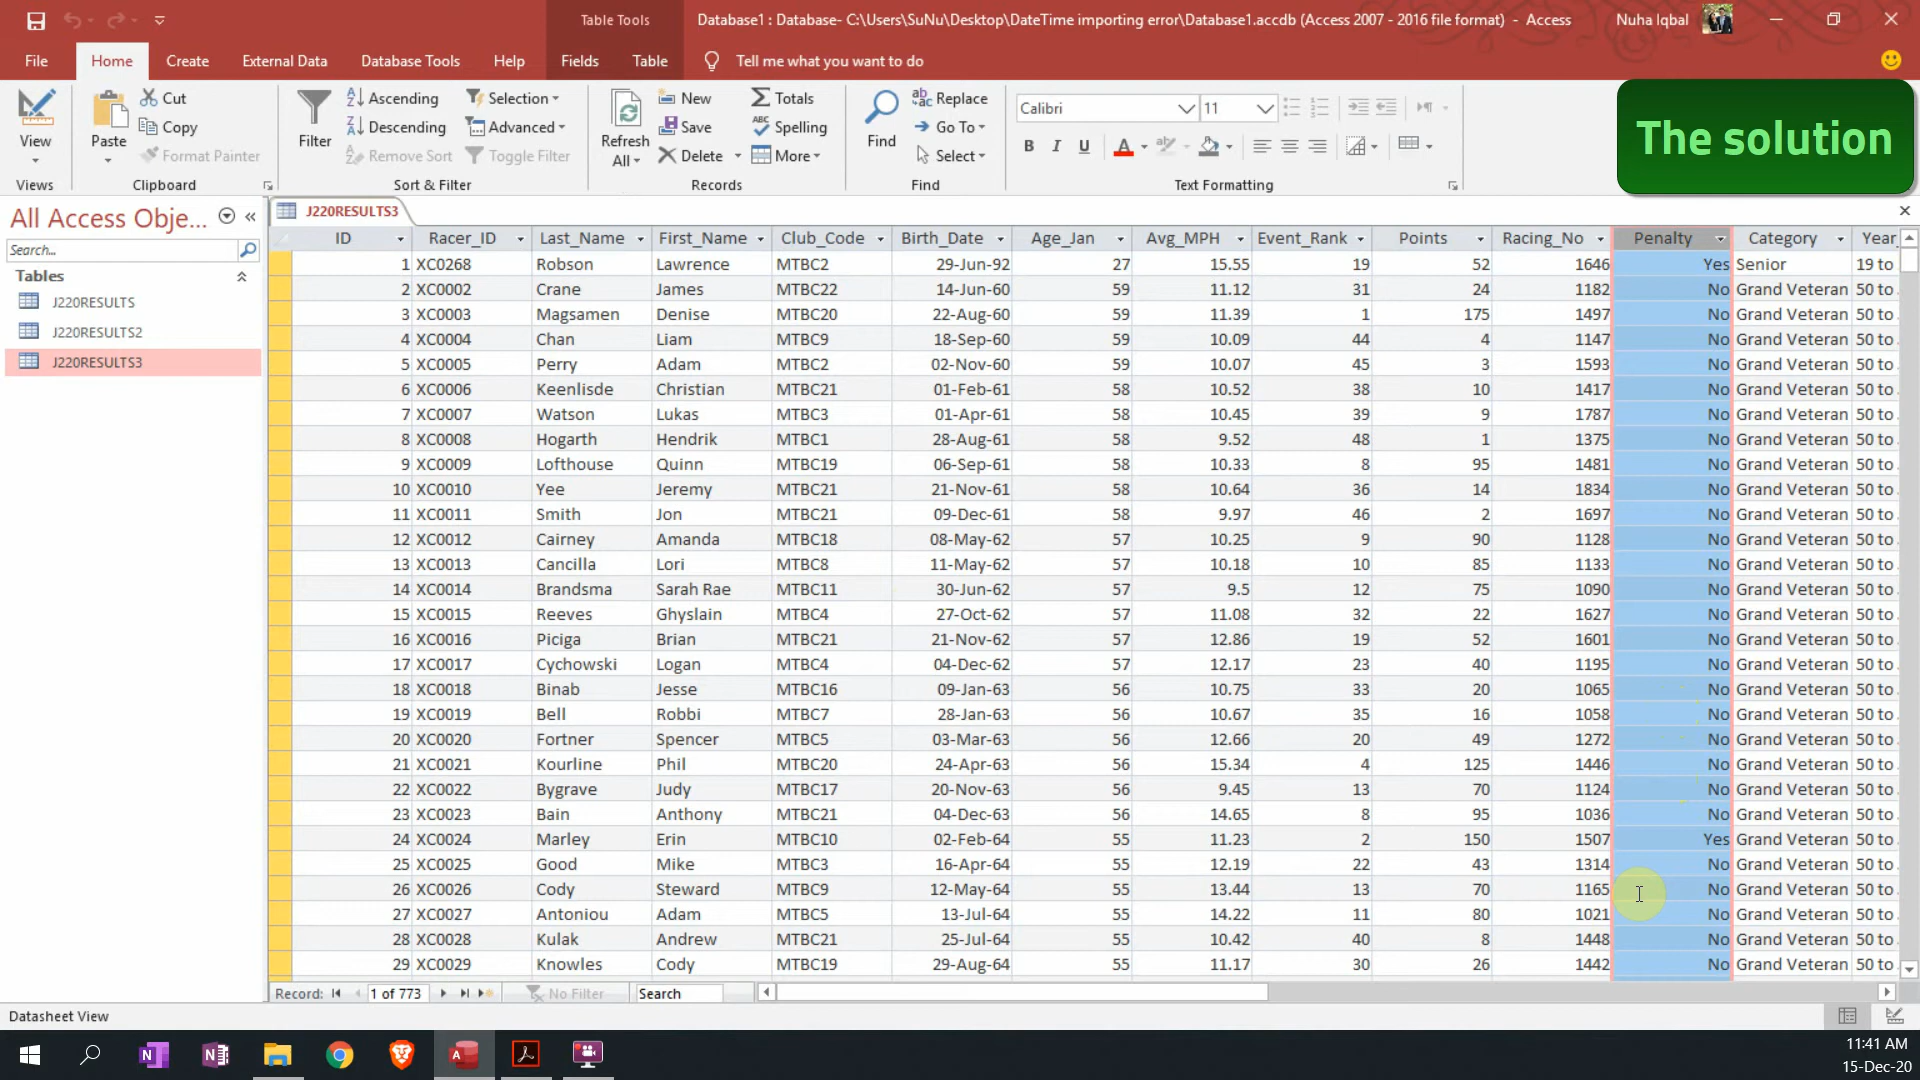 Table Tools Database1 : Database- C:\Users\SuNu\Desktop\DateTime importing error\Database1.accdb (Access 2007 - 2016 file format) - Access Nuha Iqbal
File Home Create External Data Database Tools Help Fields Table Tell me what you want to do
View Paste Cut Copy Format Painter Filter Ascending Descending Remove Sort Selection Advanced Toggle Filter Refresh All New Save Delete Totals Spelling More Find Replace Go To Select Calibri 11 B I U A
Views Clipboard Sort & Filter Records Find Text Formatting
The solution
All Access Obje...
Search...
Tables
J220RESULTS
J220RESULTS2
J220RESULTS3
J220RESULTS3
ID Racer_ID Last_Name First_Name Club_Code Birth_Date Age_Jan Avg_MPH Event_Rank Points Racing_No Penalty Category Year
1 XC0268 Robson Lawrence MTBC2 29-Jun-92 27 15.55 19 52 1646 Yes Senior 19 to
2 XC0002 Crane James MTBC22 14-Jun-60 59 11.12 31 24 1182 No Grand Veteran 50 to
3 XC0003 Magsamen Denise MTBC20 22-Aug-60 59 11.39 1 175 1497 No Grand Veteran 50 to
4 XC0004 Chan Liam MTBC9 18-Sep-60 59 10.09 44 4 1147 No Grand Veteran 50 to
5 XC0005 Perry Adam MTBC2 02-Nov-60 59 10.07 45 3 1593 No Grand Veteran 50 to
6 XC0006 Keenlisde Christian MTBC21 01-Feb-61 58 10.52 38 10 1417 No Grand Veteran 50 to
7 XC0007 Watson Lukas MTBC3 01-Apr-61 58 10.45 39 9 1787 No Grand Veteran 50 to
8 XC0008 Hogarth Hendrik MTBC1 28-Aug-61 58 9.52 48 1 1375 No Grand Veteran 50 to
9 XC0009 Lofthouse Quinn MTBC19 06-Sep-61 58 10.33 8 95 1481 No Grand Veteran 50 to
10 XC0010 Yee Jeremy MTBC21 21-Nov-61 58 10.64 36 14 1834 No Grand Veteran 50 to
11 XC0011 Smith Jon MTBC21 09-Dec-61 58 9.97 46 2 1697 No Grand Veteran 50 to
12 XC0012 Cairney Amanda MTBC18 08-May-62 57 10.25 9 90 1128 No Grand Veteran 50 to
13 XC0013 Cancilla Lori MTBC8 11-May-62 57 10.18 10 85 1133 No Grand Veteran 50 to
14 XC0014 Brandsma Sarah Rae MTBC11 30-Jun-62 57 9.5 12 75 1090 No Grand Veteran 50 to
15 XC0015 Reeves Ghyslain MTBC4 27-Oct-62 57 11.08 32 22 1627 No Grand Veteran 50 to
16 XC0016 Piciga Brian MTBC21 21-Nov-62 57 12.86 19 52 1601 No Grand Veteran 50 to
17 XC0017 Cychowski Logan MTBC4 04-Dec-62 57 12.17 23 40 1195 No Grand Veteran 50 to
18 XC0018 Binab Jesse MTBC16 09-Jan-63 56 10.75 33 20 1065 No Grand Veteran 50 to
19 XC0019 Bell Robbi MTBC7 28-Jan-63 56 10.67 35 16 1058 No Grand Veteran 50 to
20 XC0020 Fortner Spencer MTBC5 03-Mar-63 56 12.66 20 49 1272 No Grand Veteran 50 to
21 XC0021 Kourline Phil MTBC20 24-Apr-63 56 15.34 4 125 1446 No Grand Veteran 50 to
22 XC0022 Bygrave Judy MTBC17 20-Nov-63 56 9.45 13 70 1124 No Grand Veteran 50 to
23 XC0023 Bain Anthony MTBC21 04-Dec-63 56 14.65 8 95 1036 No Grand Veteran 50 to
24 XC0024 Marley Erin MTBC10 02-Feb-64 55 11.23 2 150 1507 Yes Grand Veteran 50 to
25 XC0025 Good Mike MTBC3 16-Apr-64 55 12.19 22 43 1314 No Grand Veteran 50 to
26 XC0026 Cody Steward MTBC9 12-May-64 55 13.44 13 70 1165 No Grand Veteran 50 to
27 XC0027 Antoniou Adam MTBC5 13-Jul-64 55 14.22 11 80 1021 No Grand Veteran 50 to
28 XC0028 Kulak Andrew MTBC21 25-Jul-64 55 10.42 40 8 1448 No Grand Veteran 50 to
29 XC0029 Knowles Cody MTBC19 29-Aug-64 55 11.17 30 26 1442 No Grand Veteran 50 to
Record: 1 of 773 No Filter Search
Datasheet View
11:41 AM
15-Dec-20